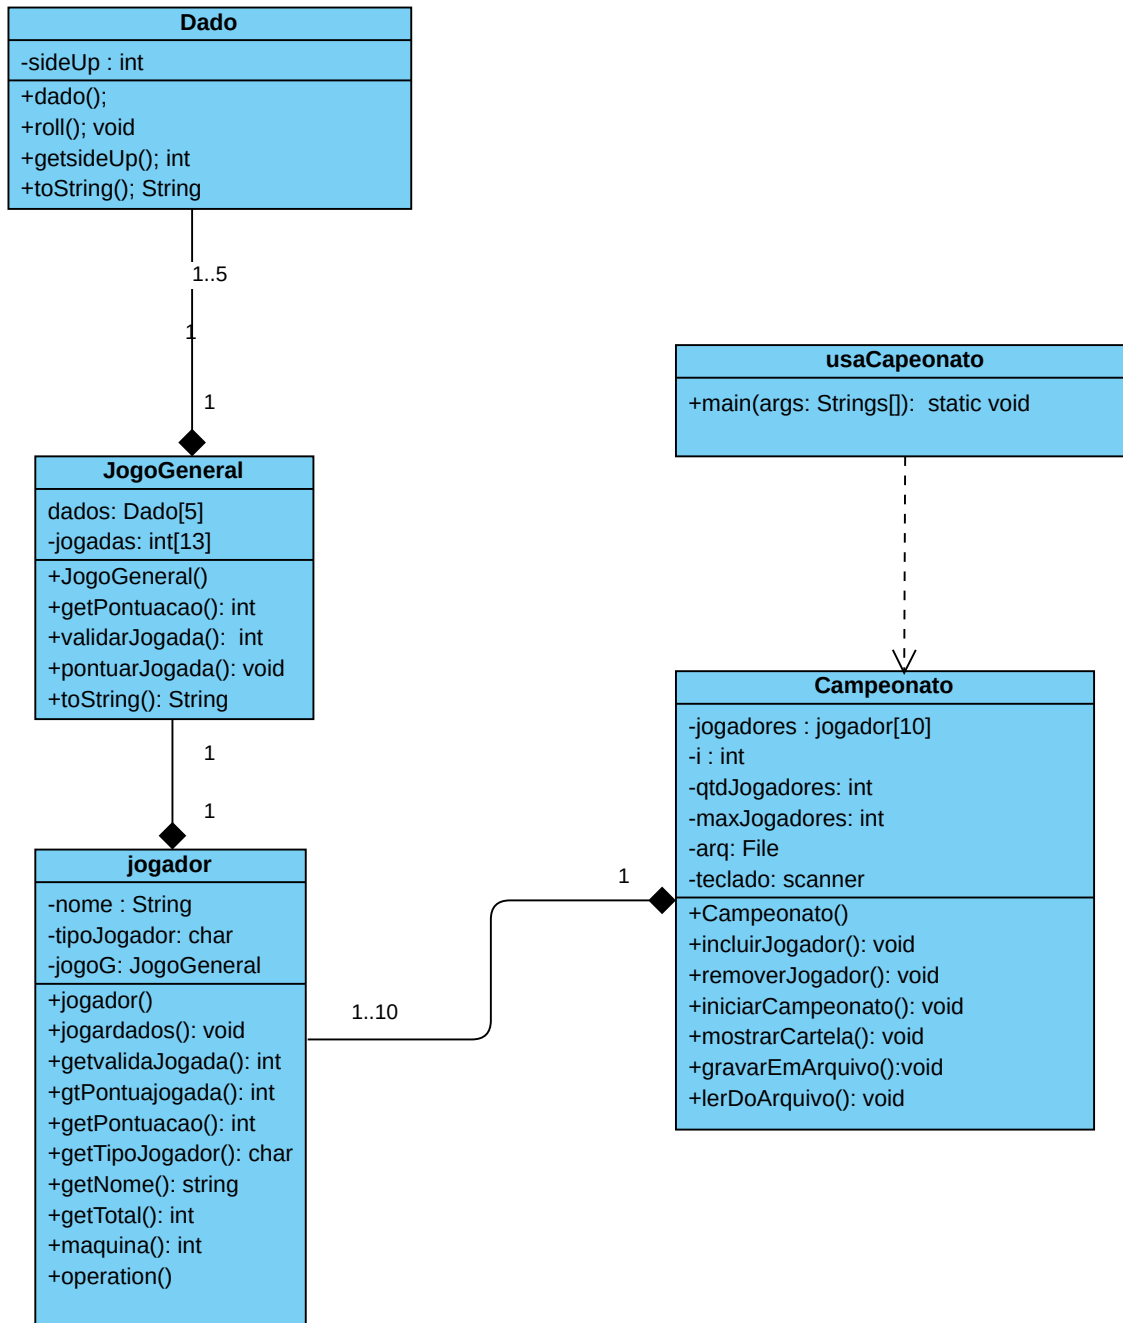 Dado
-sideUp : int
+dado();
+roll(); void
+getsideUp(); int
+toString(); String
1..5
1
1
JogoGeneral
dados: Dado[5]
-jogadas: int[13]
+JogoGeneral()
+getPontuacao(): int
+validarJogada():  int
+pontuarJogada(): void
+toString(): String
1
1
jogador
-nome : String
-tipoJogador: char
-jogoG: JogoGeneral
+jogador()
+jogardados(): void
+getvalidaJogada(): int
+gtPontuajogada(): int
+getPontuacao(): int
+getTipoJogador(): char
+getNome(): string
+getTotal(): int
+maquina(): int
+operation()
1..10
1
usaCapeonato
+main(args: Strings[]):  static void
Campeonato
-jogadores : jogador[10]
-i : int
-qtdJogadores: int
-maxJogadores: int
-arq: File
-teclado: scanner
+Campeonato()
+incluirJogador(): void
+removerJogador(): void
+iniciarCampeonato(): void
+mostrarCartela(): void
+gravarEmArquivo():void
+lerDoArquivo(): void